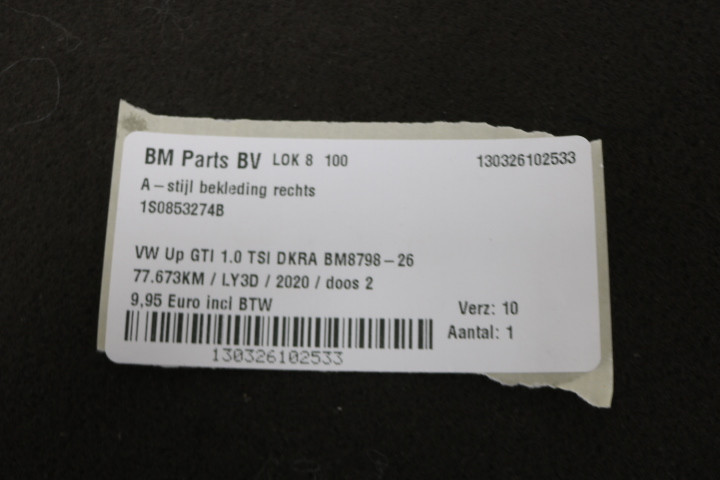 BM Parts BV LOK 8 100 130326102533
A-stijl bekleding rechts
1S0853274B
VW Up GTI 1.0 TSI DKRA BM8798-26
77.673KM / LY3D / 2020 / doos 2
9,95 Euro incl BTW
Verz: 10
Aantal: 1
130326102533